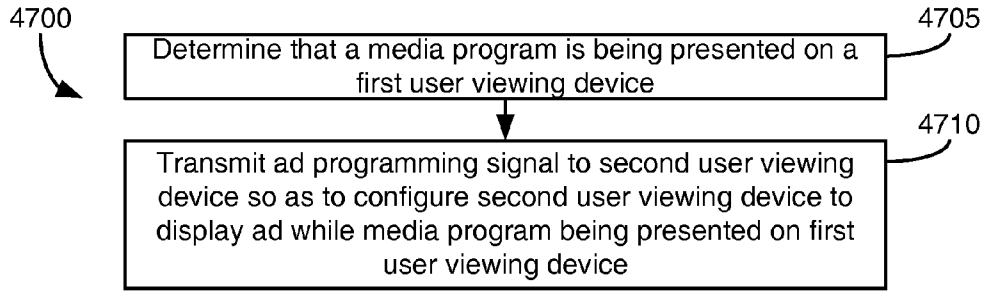 4700
4705
Determine that a media program is being presented on a
first user viewing device
4710
Transmit ad programming signal to second user viewing
device so as to configure second user viewing device to
display ad while media program being presented on first
user viewing device